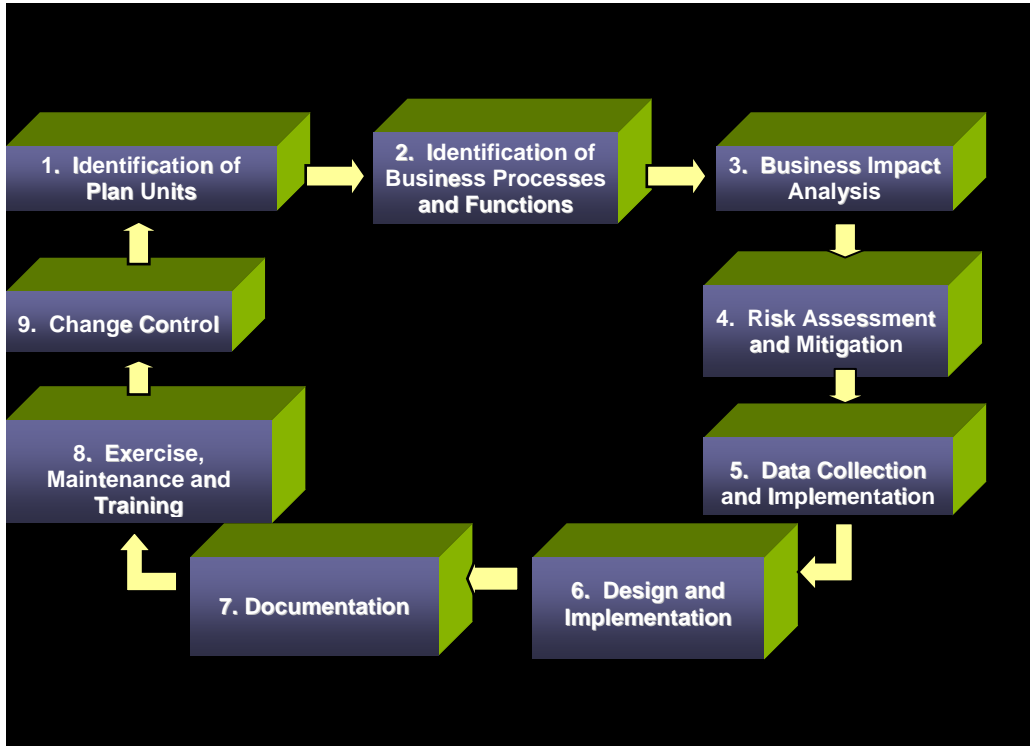 1. Identification of
Plan Units
2. Identification of
Business Processes
and Functions
3. Business Impact
Analysis
4. Risk Assessment
and Mitigation
5. Data Collection
and Implementation
6. Design and
Implementation
7. Documentation
8. Exercise,
Maintenance and
Training
9. Change Control